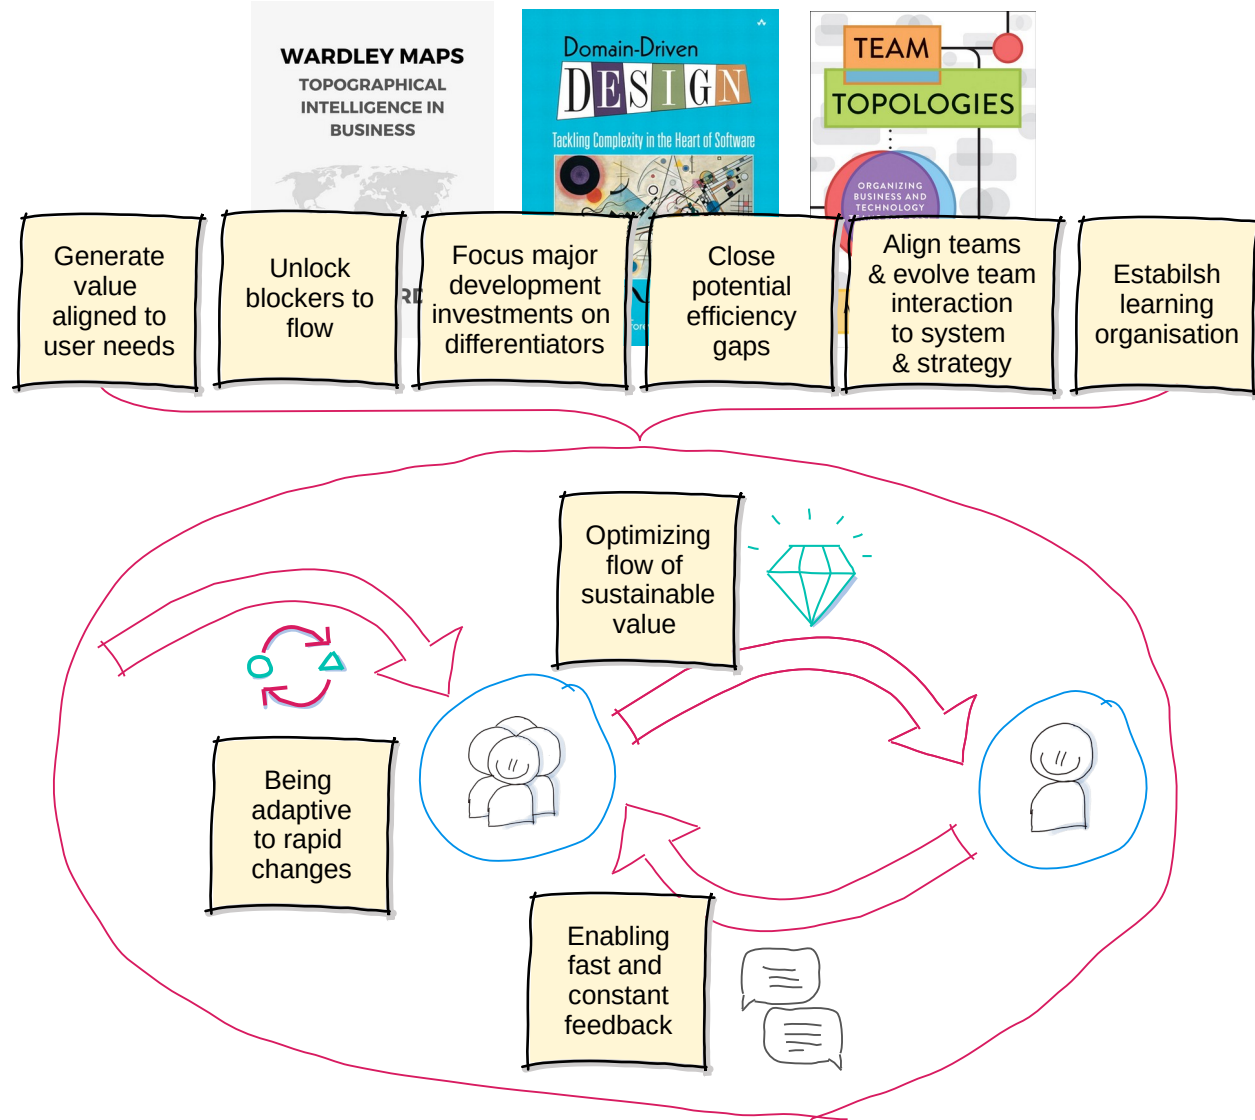 WARDLEY MAPS
TOPOGRAPHICAL
INTELLIGENCE IN
BUSINESS
Domain-Driven
DESIGN
Tackling Complexity in the Heart of Software
TEAM
TOPOLOGIES
ORGANIZING
BUSINESS AND
TECHNOLOGY
Generate
value
aligned to
user needs
Unlock
blockers to
flow
Focus major
development
investments on
differentiators
Close
potential
efficiency
gaps
Align teams
& evolve team
interaction
to system
& strategy
Estabilsh
learning
organisation
Optimizing
flow of
sustainable
value
Being
adaptive
to rapid
changes
Enabling
fast and
constant
feedback